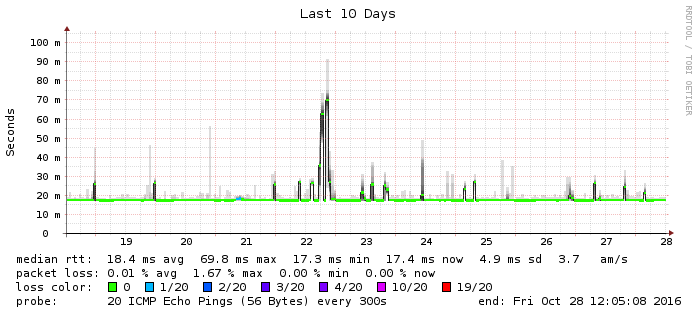 Last 10 Days
RRDTOOL / TOBI OETIKER
Seconds
100 m
90 m
80 m
70 m
60 m
50 m
40 m
30 m
20 m
10 m
0
19 20 21 22 23 24 25 26 27 28
median rtt: 18.4 ms avg 69.8 ms max 17.3 ms min 17.4 ms now 4.9 ms sd 3.7 am/s
packet loss: 0.01 % avg 1.67 % max 0.00 % min 0.00 % now
loss color: 0 1/20 2/20 3/20 4/20 10/20 19/20
probe: 20 ICMP Echo Pings (56 Bytes) every 300s end: Fri Oct 28 12:05:08 2016